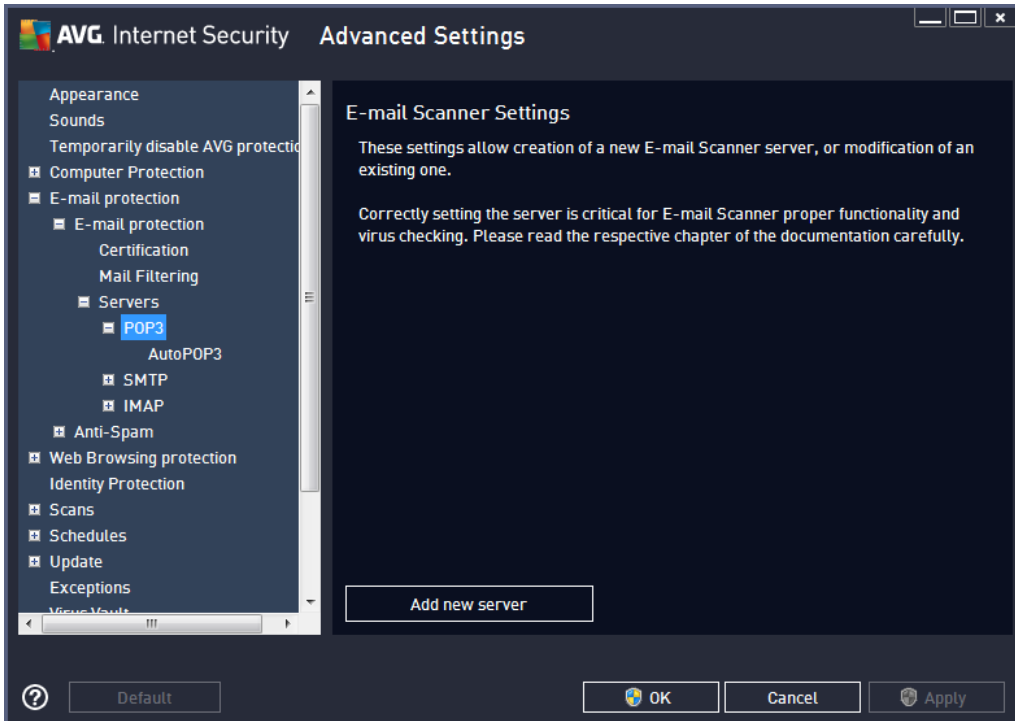 AVG. Internet Security Advanced Settings
Appearance
Sounds
Temporarily disable AVG protectio
Computer Protection
E-mail protection
E-mail protection
Certification
Mail Filtering
Servers
POP3
AutoPOP3
SMTP
IMAP
Anti-Spam
Web Browsing protection
Identity Protection
Scans
Schedules
Update
Exceptions
Virus Vault
E-mail Scanner Settings
These settings allow creation of a new E-mail Scanner server, or modification of an
existing one.
Correctly setting the server is critical for E-mail Scanner proper functionality and
virus checking. Please read the respective chapter of the documentation carefully.
Add new server
? Default OK Cancel Apply